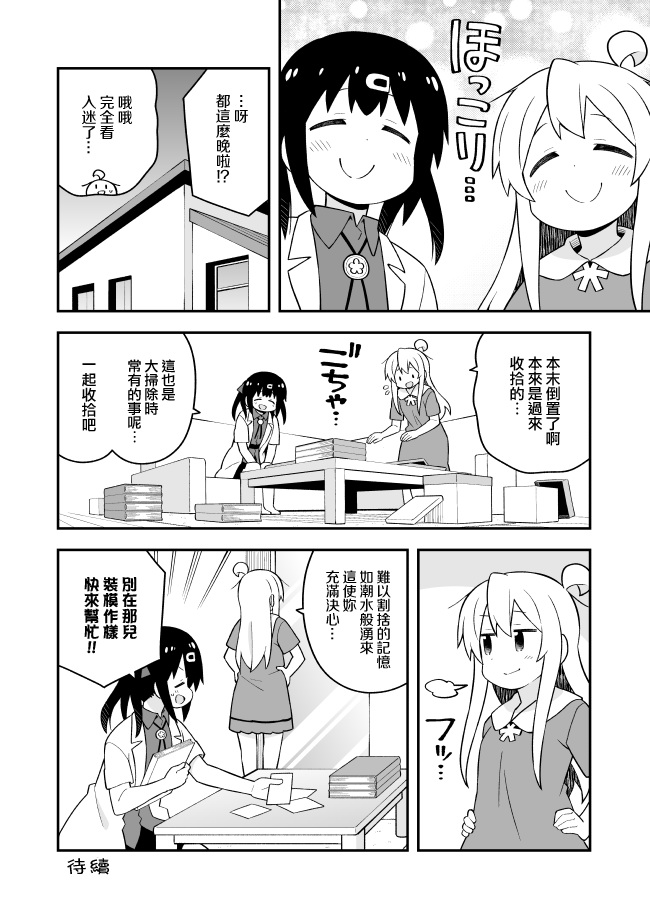 ほっこり…
…呀
都這麼晚啦!?
哦哦
完全看
人迷了…
本末倒置了啊
本來是過來
收拾的…
ごちゃ…
這也是
大掃除時
常有的事呢…
一起收拾吧
フッ…
難以割捨的記憶
如潮水般湧來
這使妳
充滿決心…
別在那兒
裝模作樣
快來幫忙!!
待續